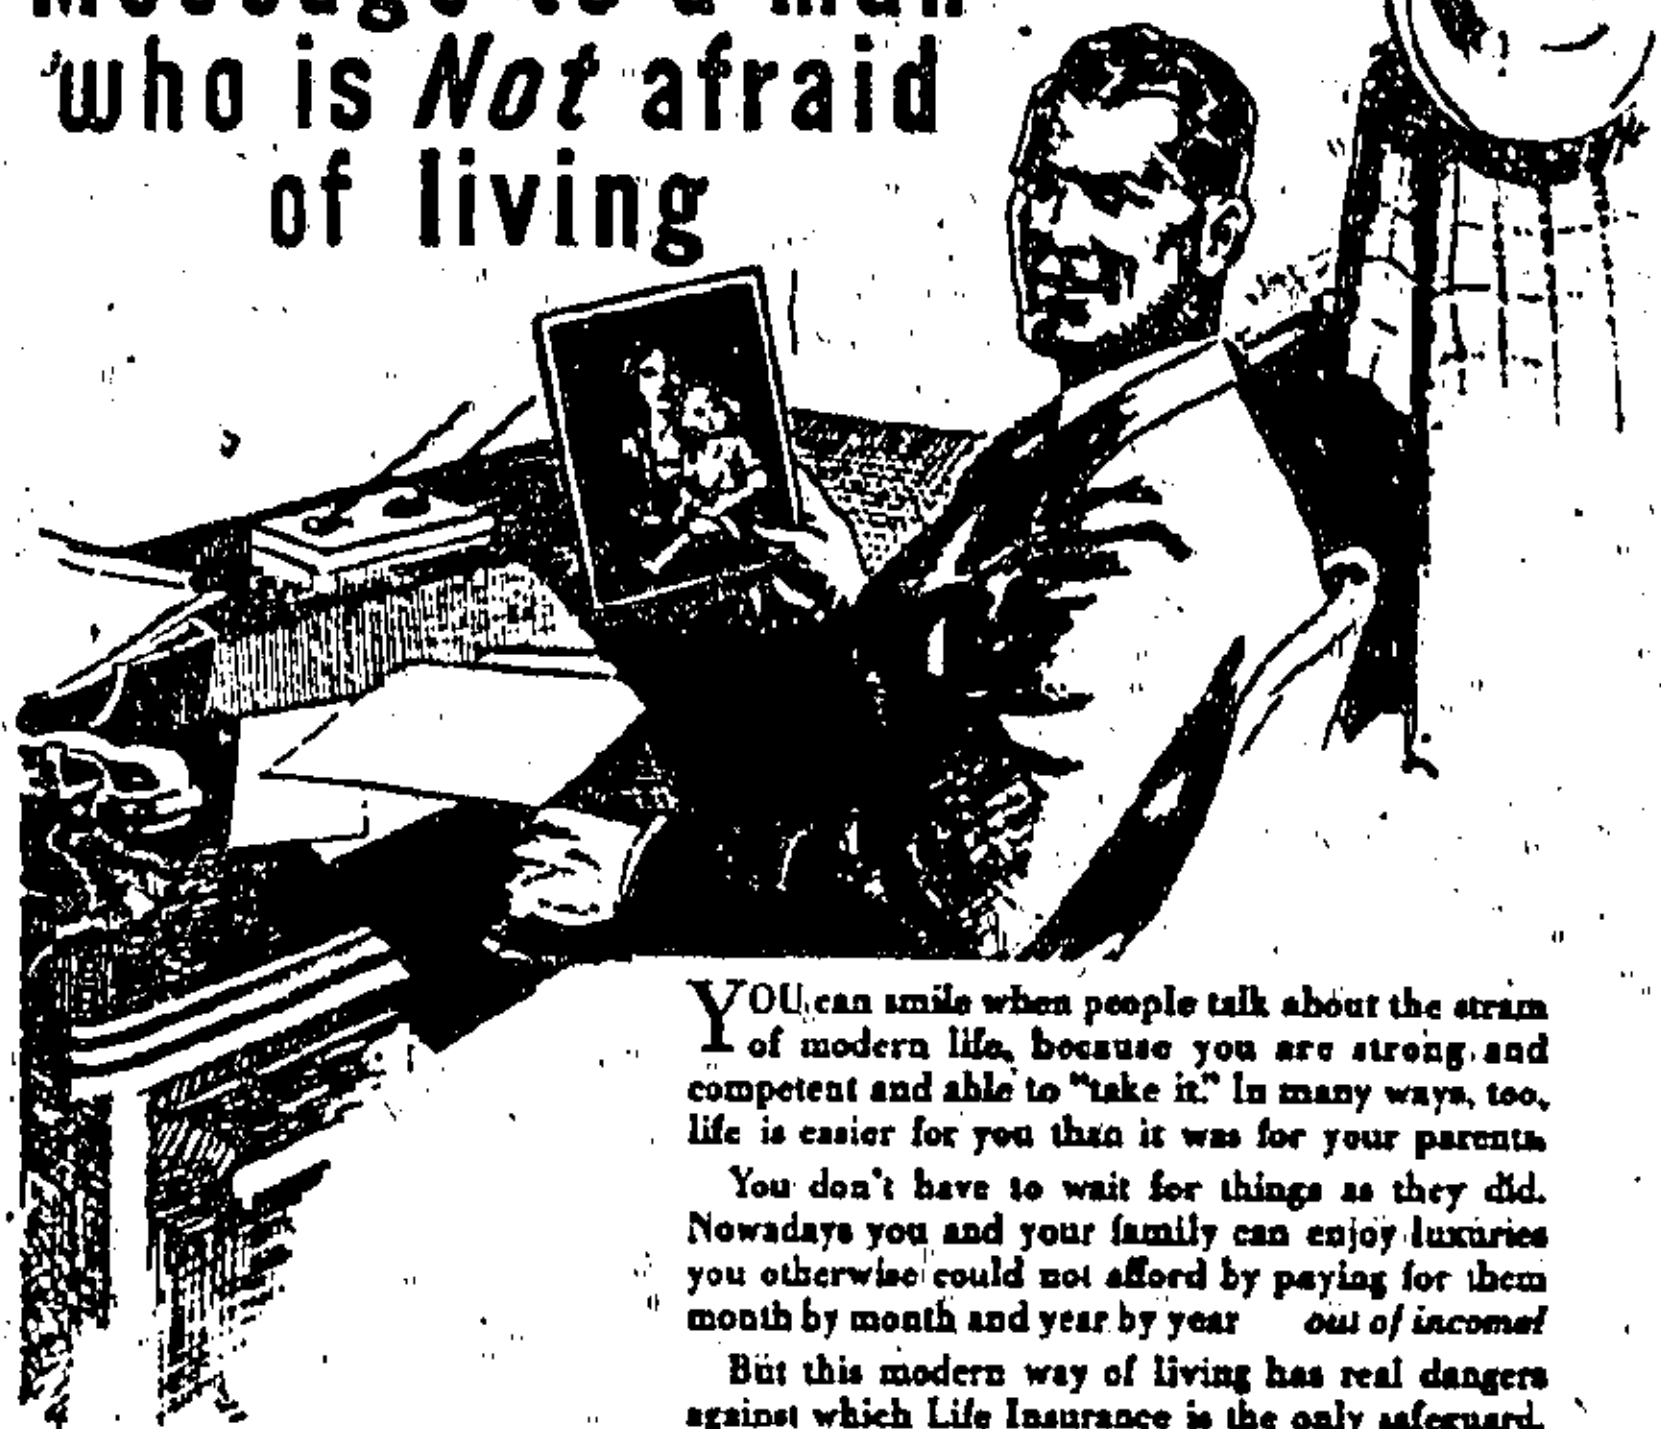 Message to a man
who is Not afraid
of living
YOU can smile when people talk about the strain
of modern life, because you are strong and
competent and able to "take it." In many ways, too,
life is easier for you than it was for your parents.
You don't have to wait for things as they did.
Nowadays you and your family can enjoy luxuries
you otherwise could not afford by paying for them
month by month and year by year out of income!
But this modern way of living has real dangers
against which Life Insurance is the only safeguard.